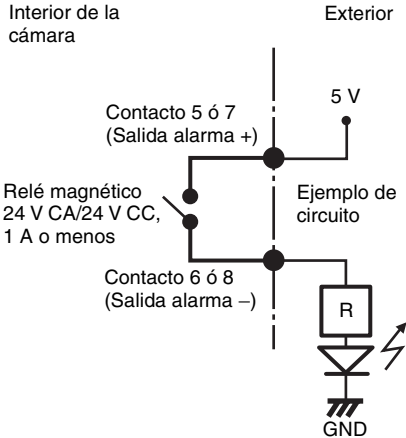 Interior de la
cámara
Exterior
5 V
Contacto 5 ó 7
(Salida alarma +)
Relé magnético
24 V CA/24 V CC,
1 A o menos
Ejemplo de
circuito
Contacto 6 ó 8
(Salida alarma –)
R
GND